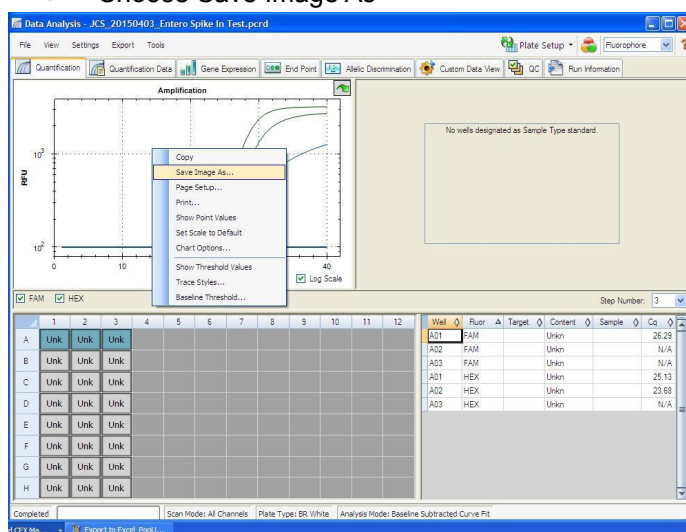 Choose Save Image As
Data Analysis - JCS_20150403_Entero Spike In Test.pcrd
File View Settings Export Tools Plate Setup Fluorophore ?
Quantification Quantification Data Gene Expression End Point Allelic Discrimination Custom Data View QC Run Information
Amplification
RFU
10^3
10^2
0 10 40
Log Scale
Copy
Save Image As...
Page Setup...
Print...
Show Point Values
Set Scale to Default
Chart Options...
Show Threshold Values
Trace Styles...
Baseline Threshold...
No wells designated as Sample Type standard.
FAM HEX
Step Number: 3
1 2 3 4 5 6 7 8 9 10 11 12
A Unk Unk Unk
B Unk Unk Unk
C Unk Unk Unk
D Unk Unk Unk
E Unk Unk Unk
F Unk Unk Unk
G Unk Unk Unk
H Unk Unk Unk
Well Fluor Target Content Sample Cq
A01 FAM Unkn 26.29
A02 FAM Unkn N/A
A03 FAM Unkn N/A
A01 HEX Unkn 25.13
A02 HEX Unkn 23.68
A03 HEX Unkn N/A
Completed Scan Mode: All Channels Plate Type: BR White Analysis Mode: Baseline Subtracted Curve Fit
Export to Excel_PopU...